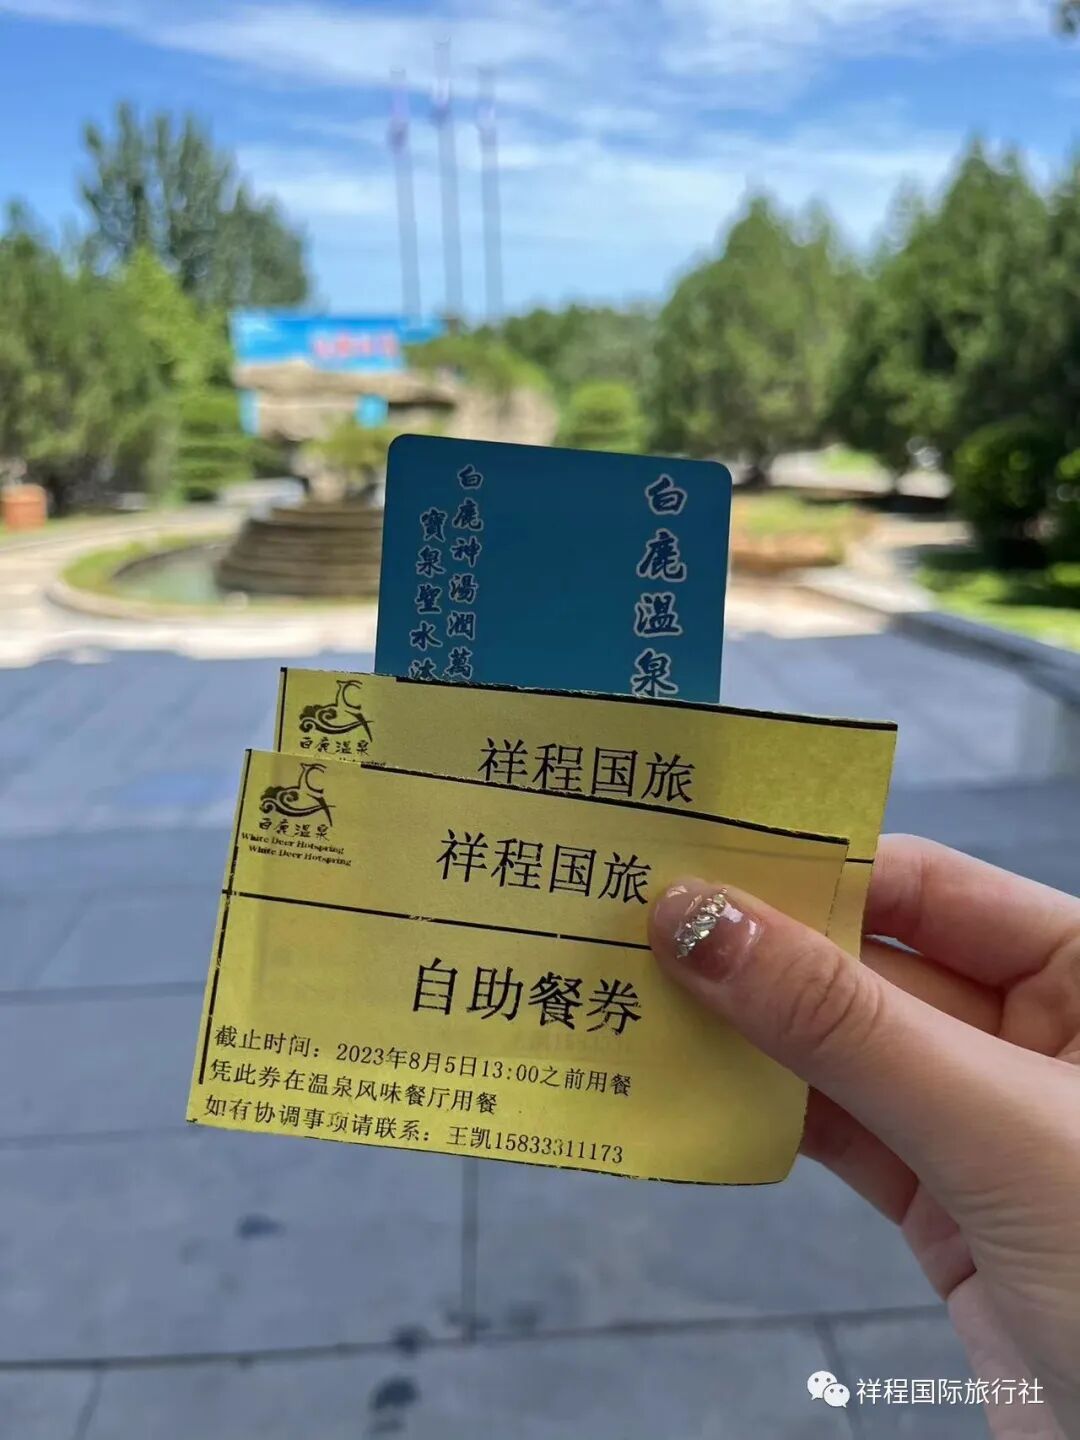 白鹿温泉
白鹿神湯潤萬
寶泉聖水沐
白鹿温泉
祥程国旅
白鹿温泉
White Deer Hotspring
White Deer Hotspring
祥程国旅
自助餐券
截止时间：2023年8月5日13:00之前用餐
凭此券在温泉风味餐厅用餐
如有协调事项请联系：王凯15833311173
祥程国际旅行社